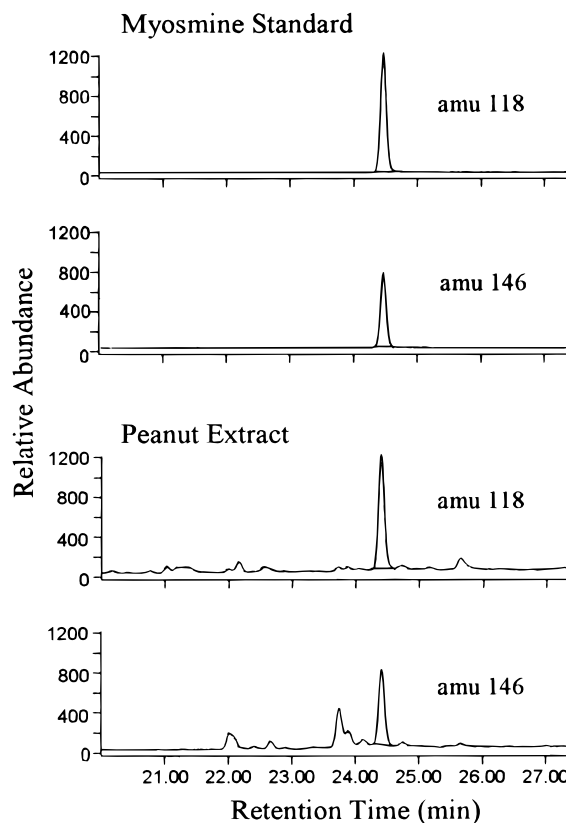 Myosmine Standard
1200
800
400
0
amu 118
1200
800
400
0
amu 146
Relative Abundance
Peanut Extract
1200
800
400
0
amu 118
1200
800
400
0
amu 146
21.00 22.00 23.00 24.00 25.00 26.00 27.00
Retention Time (min)